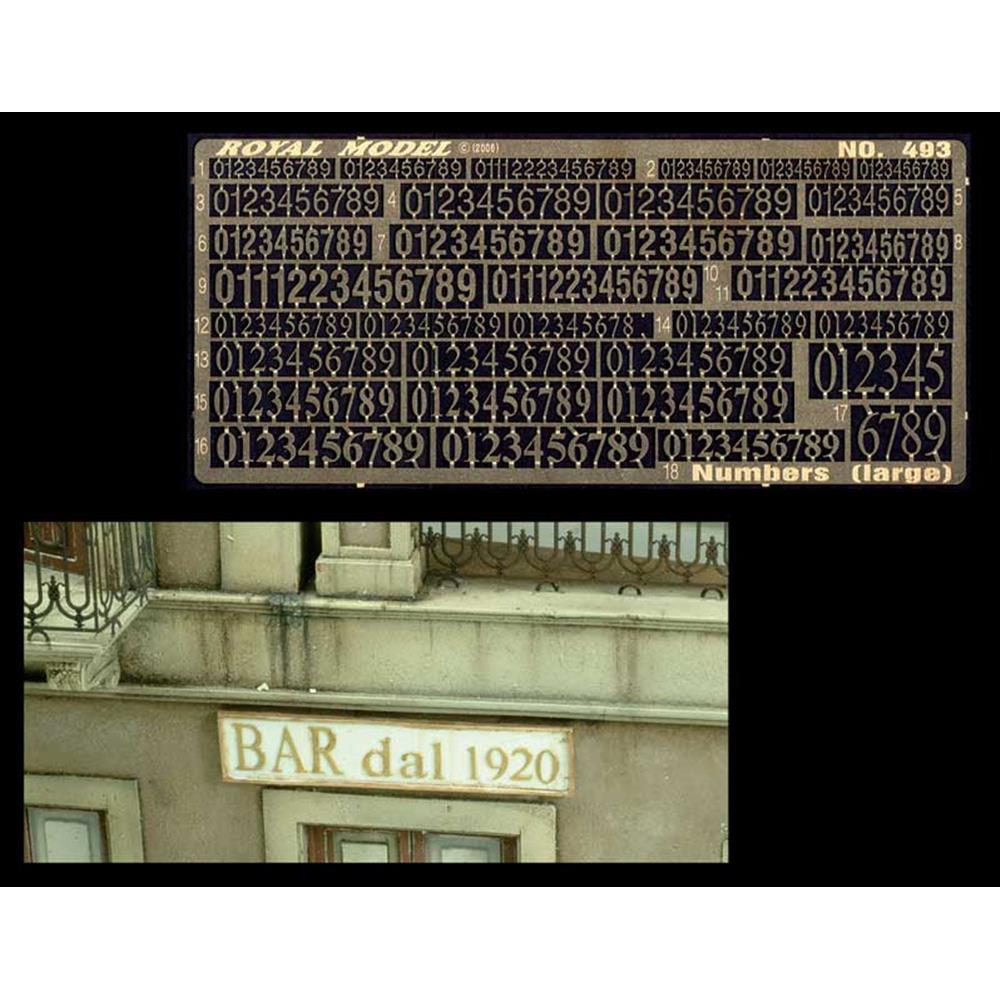 ROYAL MODEL ©(2006) NO. 493
1 0123456789 0123456789 01112223456789 2 0123456789 0123456789 0123456789
3 0123456789 4 0123456789 0123456789 0123456789 5
6 0123456789 7 0123456789 0123456789 0123456789 8
9 0111223456789 0111223456789 10 11 0111223456789
12 0123456789 0123456789 012345678 14 0123456789 0123456789
13 0123456789 0123456789 0123456789 012345
15 0123456789 0123456789 0123456789 17 6789
16 0123456789 0123456789 0123456789
18 Numbers (large)
BAR dal 1920